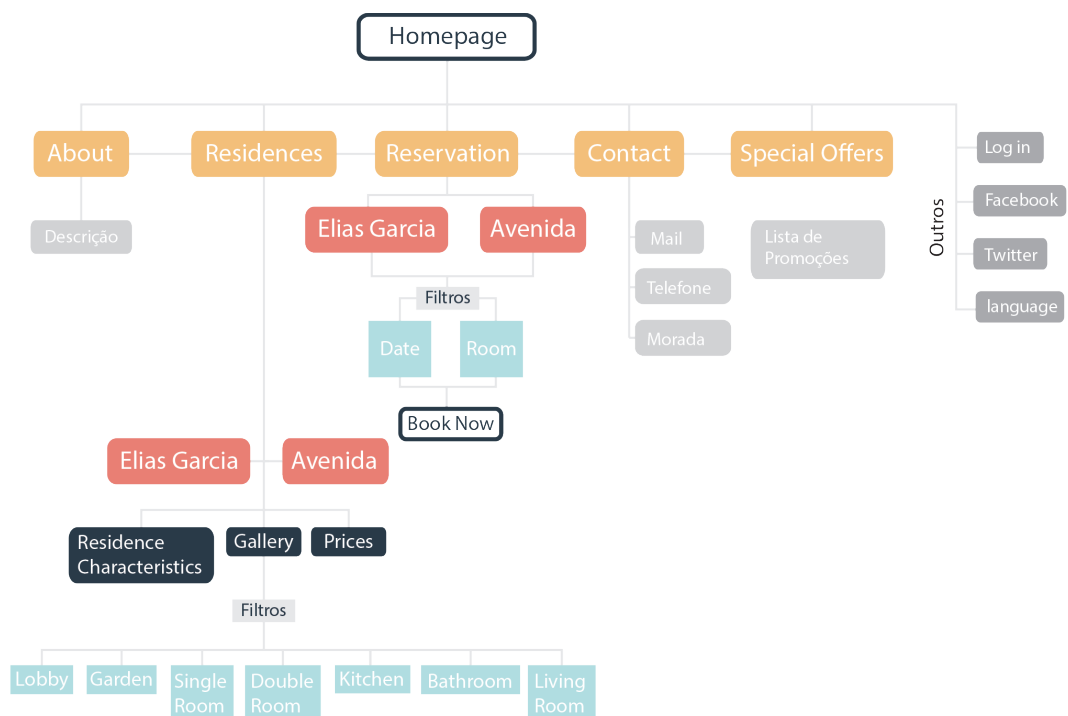 Homepage
About
Residences
Reservation
Contact
Special Offers
Log in
Facebook
Twitter
language
Outros
Descrição
Elias Garcia
Avenida
Mail
Telefone
Morada
Lista de
Promoções
Filtros
Date
Room
Book Now
Elias Garcia
Avenida
Residence
Characteristics
Gallery
Prices
Filtros
Lobby
Garden
Single
Room
Double
Room
Kitchen
Bathroom
Living
Room